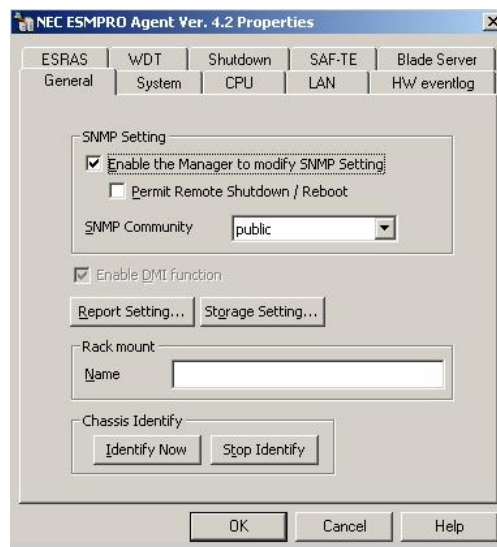 NEC ESMPRO Agent Ver. 4.2 Properties
ESRAS WDT Shutdown SAF-TE Blade Server
General System CPU LAN HW eventlog
SNMP Setting
Enable the Manager to modify SNMP Setting
Permit Remote Shutdown / Reboot
SNMP Community public
Enable DMI function
Report Setting... Storage Setting...
Rack mount
Name
Chassis Identify
Identify Now Stop Identify
OK Cancel Help